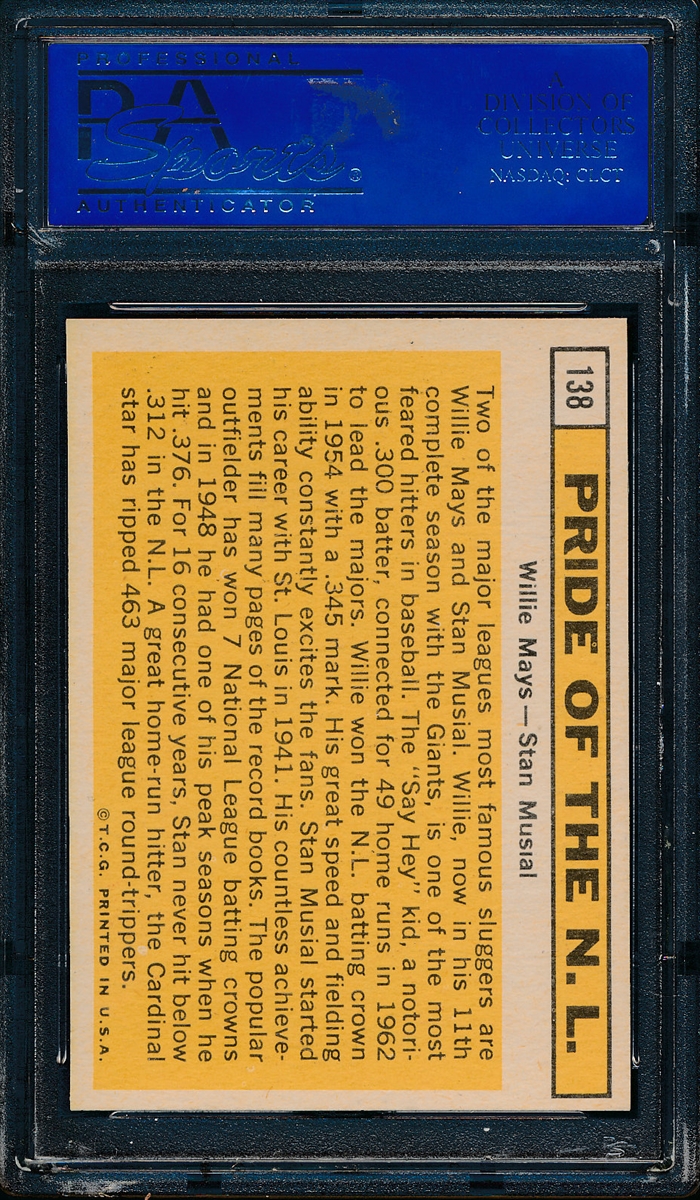 PROFESSIONAL
PSA
Sports®
AUTHENTICATOR
A
DIVISION OF
COLLECTORS
UNIVERSE
NASDAQ: CLCT
138
PRIDE OF THE N. L.
Willie Mays — Stan Musial
Two of the major leagues most famous sluggers are
Willie Mays and Stan Musial. Willie, now in his 11th
complete season with the Giants, is one of the most
feared hitters in baseball. The "Say Hey" kid, a notori-
ous .300 batter, connected for 49 home runs in 1962
to lead the majors. Willie won the N.L. batting crown
in 1954 with a .345 mark. His great speed and fielding
ability constantly excites the fans. Stan Musial started
his career with St. Louis in 1941. His countless achieve-
ments fill many pages of the record books. The popular
outfielder has won 7 National League batting crowns
and in 1948 he had one of his peak seasons when he
hit .376. For 16 consecutive years, Stan never hit below
.312 in the N.L. A great home-run hitter, the Cardinal
star has ripped 463 major league round-trippers.
© T.C.G. PRINTED IN U.S.A.